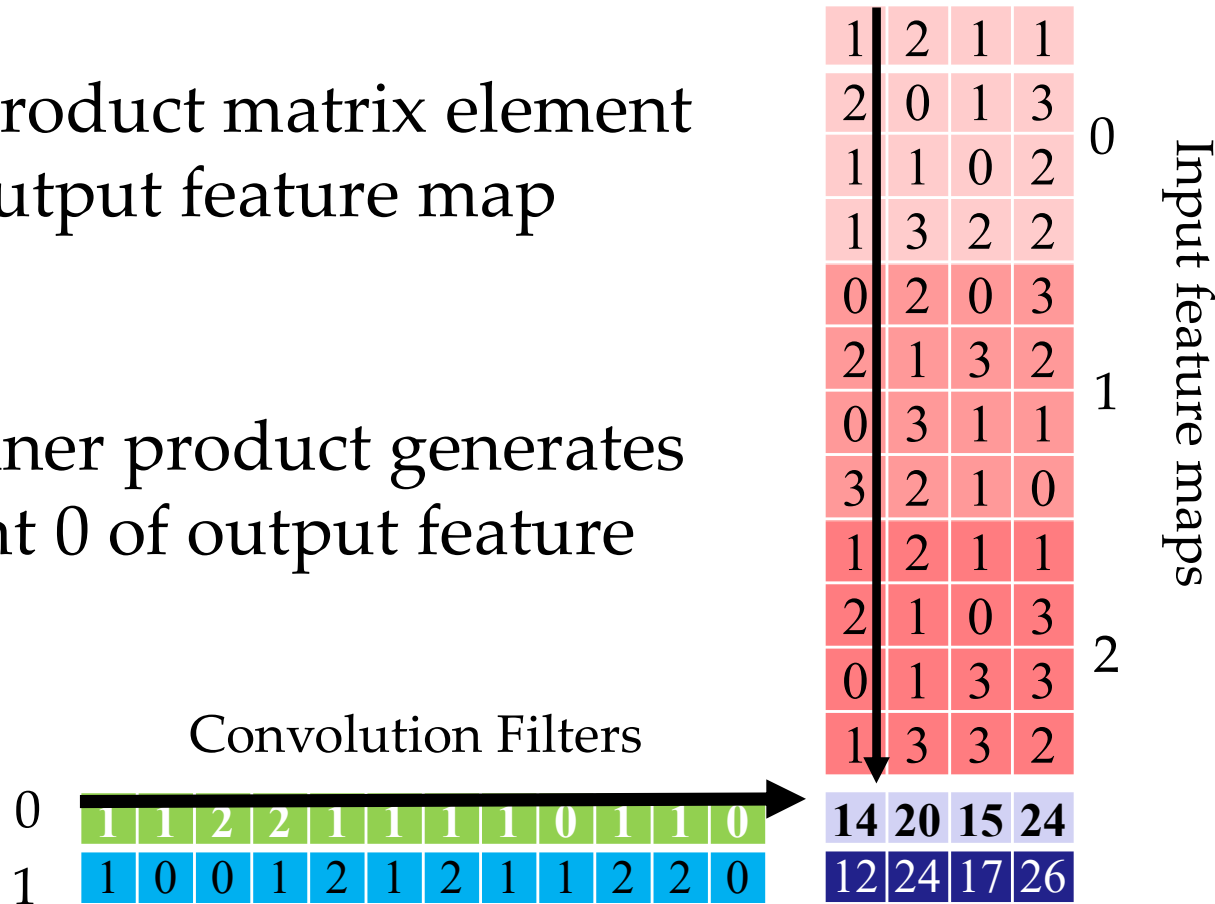 roduct matrix element
utput feature map
ner product generates
nt 0 of output feature
1 2 1 1
2 0 1 3
1 1 0 2
1 3 2 2
0 2 0 3
2 1 3 2
0 3 1 1
3 2 1 0
1 2 1 1
2 1 0 3
0 1 3 3
1 3 3 2
0
1
2
Input feature maps
Convolution Filters
0 1 1 2 2 1 1 1 1 0 1 1 0 14 20 15 24
1 1 0 0 1 2 1 2 1 1 2 2 0 12 24 17 26